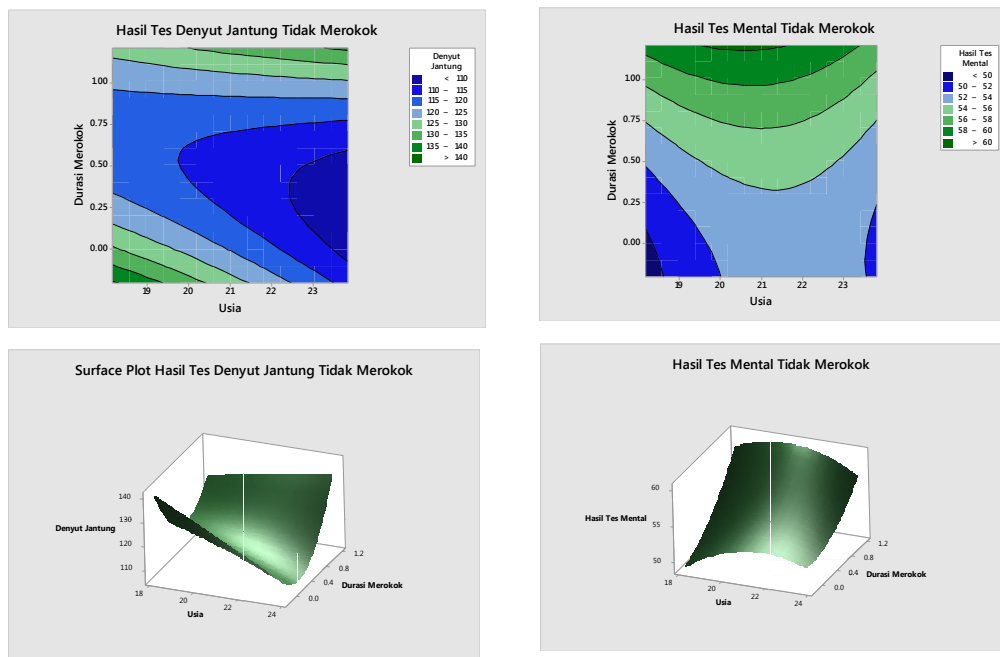 Hasil Tes Denyut Jantung Tidak Merokok
Denyut
Jantung
< 110
110 – 115
115 – 120
120 – 125
125 – 130
130 – 135
135 – 140
> 140
Durasi Merokok
1.00
0.75
0.50
0.25
0.00
19 20 21 22 23
Usia
Hasil Tes Mental Tidak Merokok
Hasil Tes
Mental
< 50
50 – 52
52 – 54
54 – 56
56 – 58
58 – 60
> 60
Durasi Merokok
1.00
0.75
0.50
0.25
0.00
19 20 21 22 23
Usia
Surface Plot Hasil Tes Denyut Jantung Tidak Merokok
Denyut Jantung
140
130
120
110
18 20 22 24
Usia
0.0
0.4
0.8
1.2
Durasi Merokok
Hasil Tes Mental Tidak Merokok
Hasil Tes Mental
60
55
50
18 20 22 24
Usia
0.0
0.4
0.8
1.2
Durasi Merokok